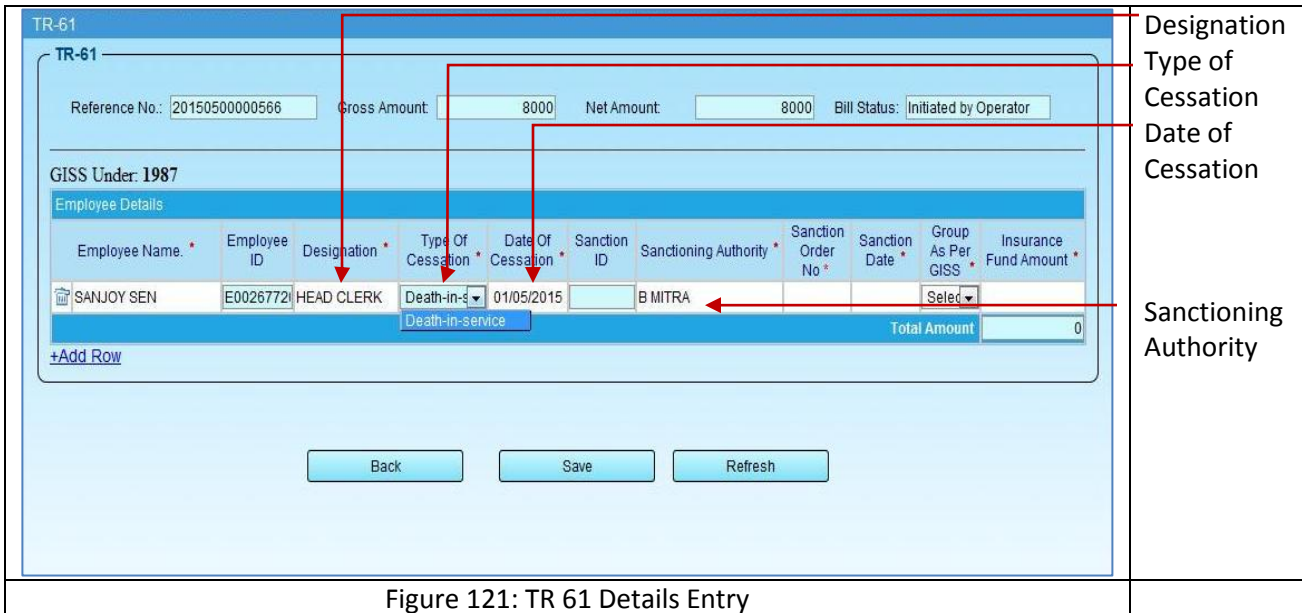 TR-61
TR-61
Reference No.: 20150500000566 Gross Amount: 8000 Net Amount: 8000 Bill Status: Initiated by Operator
GISS Under: 1987
Employee Details
Employee Name. * Employee ID Designation * Type Of Cessation * Date Of Cessation * Sanction ID Sanctioning Authority * Sanction Order No * Sanction Date * Group As Per GISS * Insurance Fund Amount *
SANJOY SEN E0026772 HEAD CLERK Death-in-s 01/05/2015 B MITRA Selec
Death-in-service
Total Amount 0
+Add Row
Back Save Refresh
Designation
Type of
Cessation
Date of
Cessation
Sanctioning
Authority
Figure 121: TR 61 Details Entry